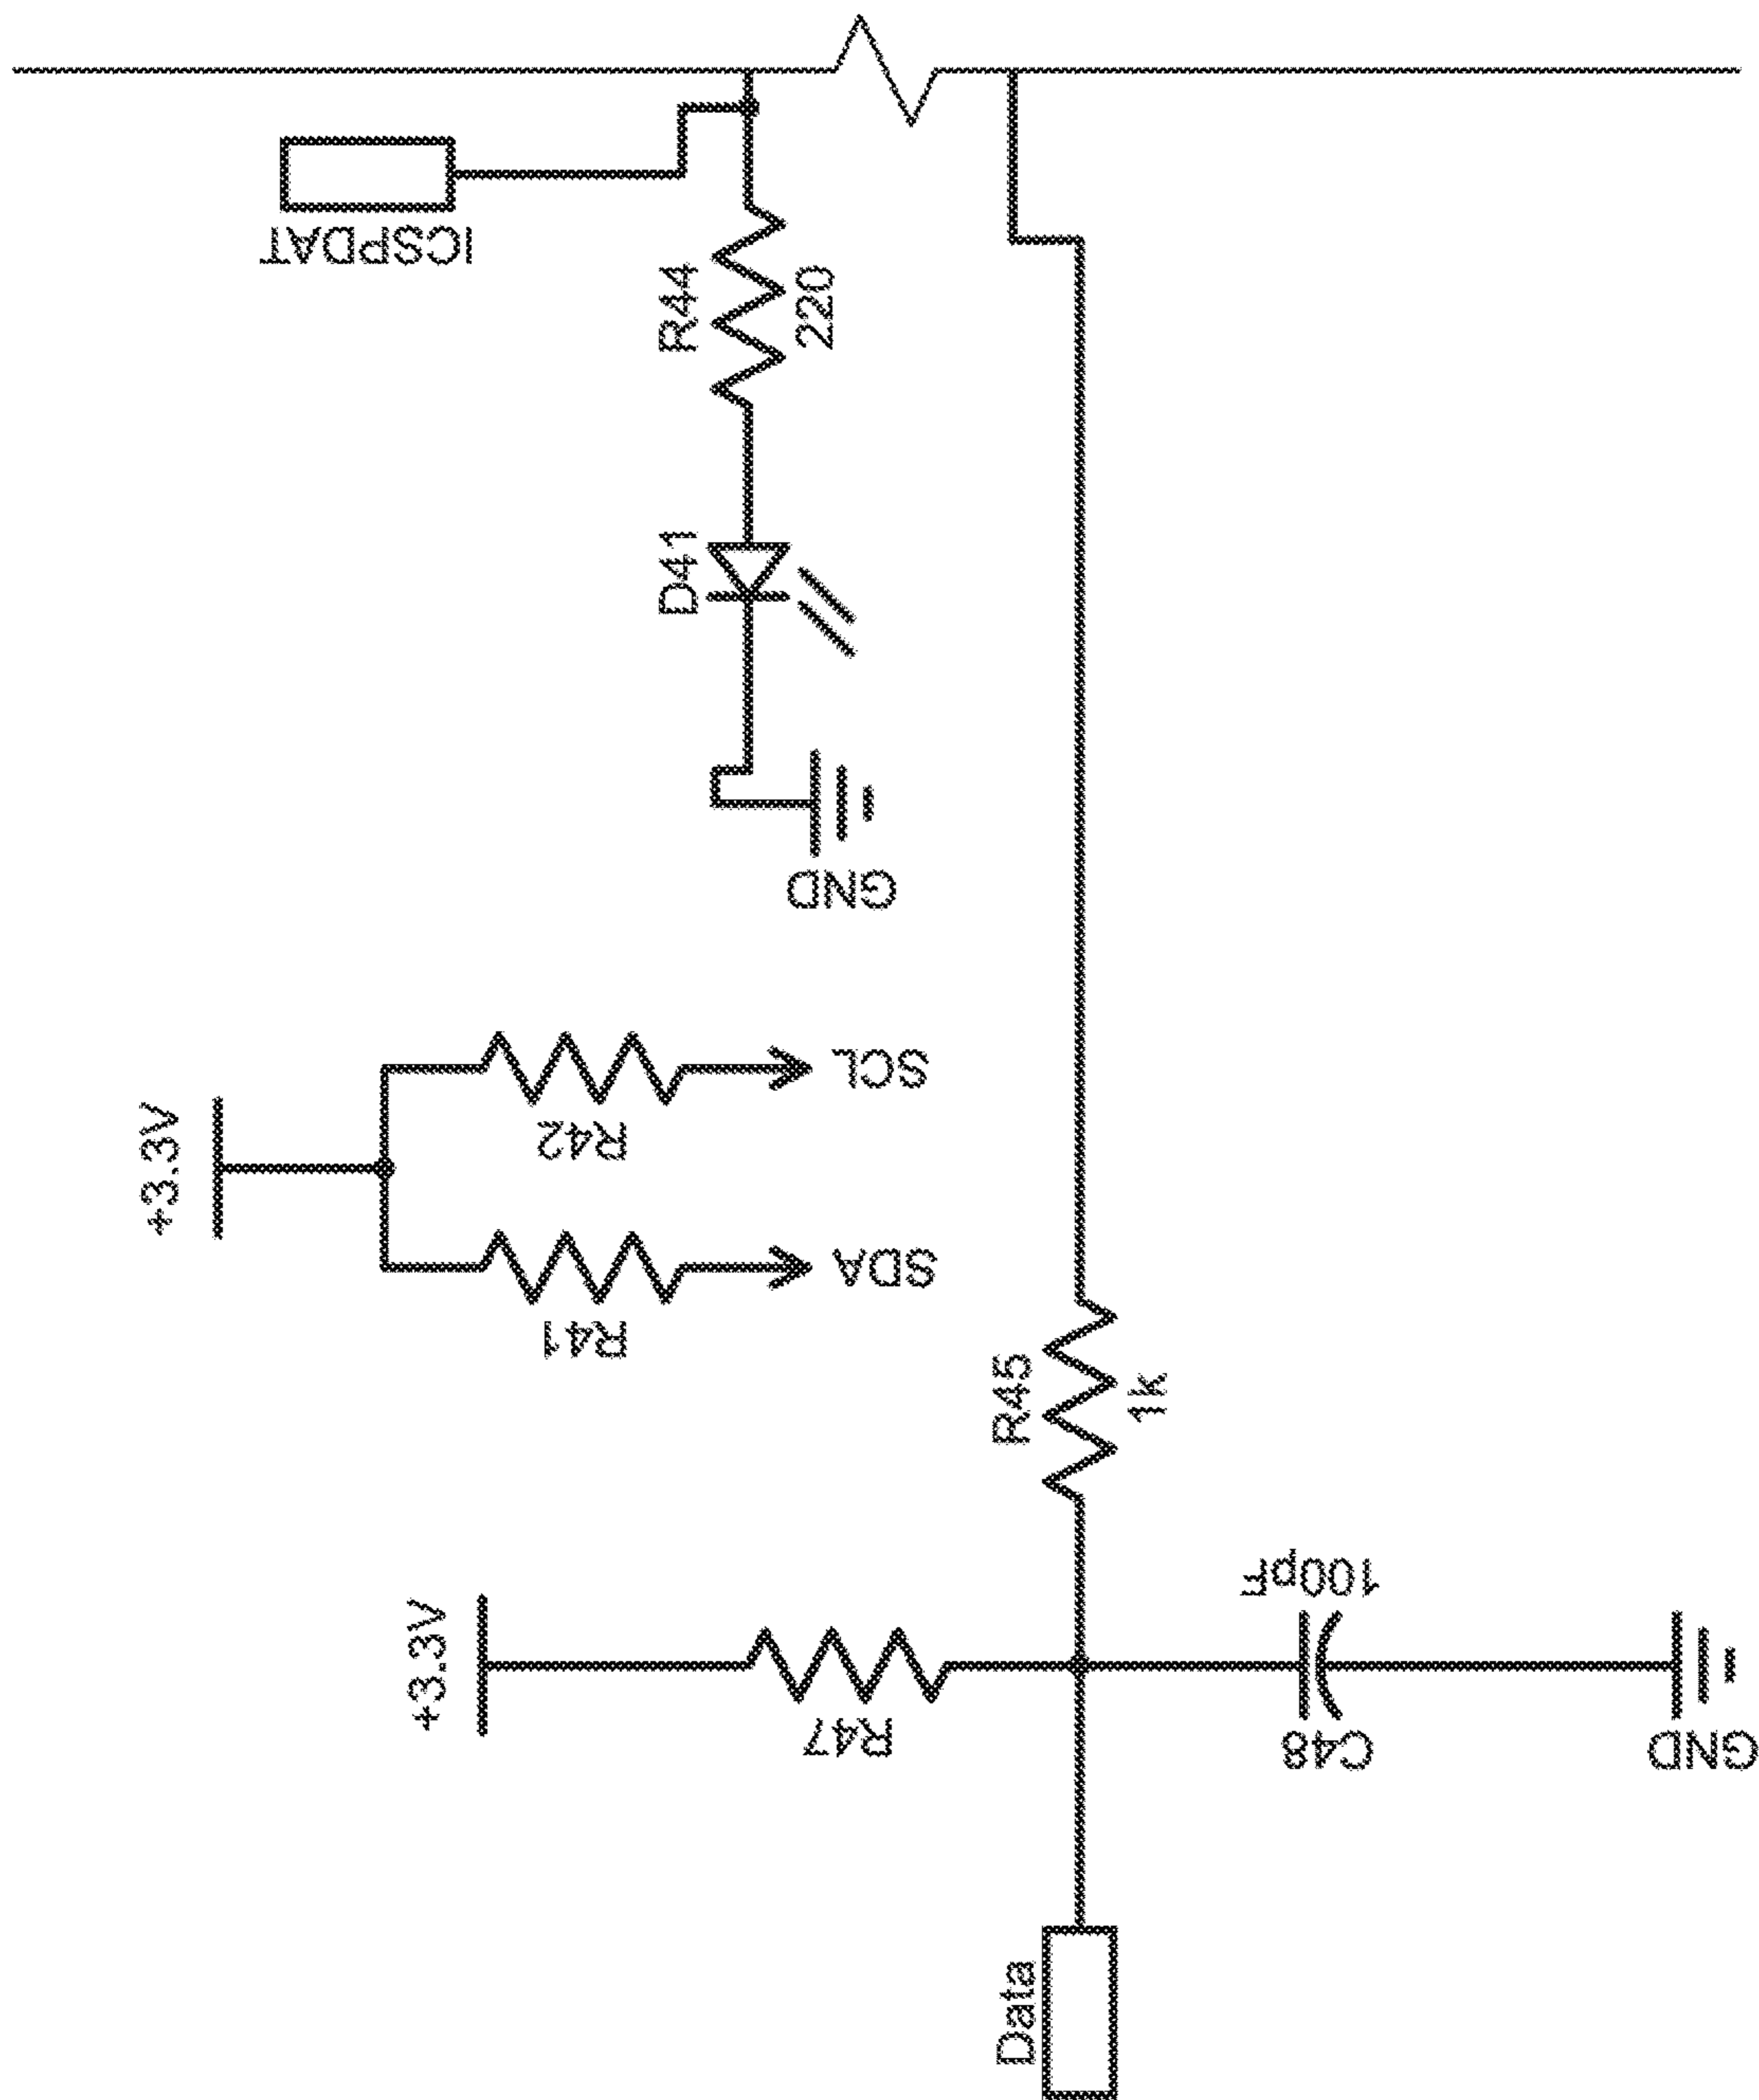 ICSPDAT
R44
220
D41
GND
+3.3V
SCL
R42
SDA
R41
R45
1k
+3.3V
R47
100pF
C48
GND
Data